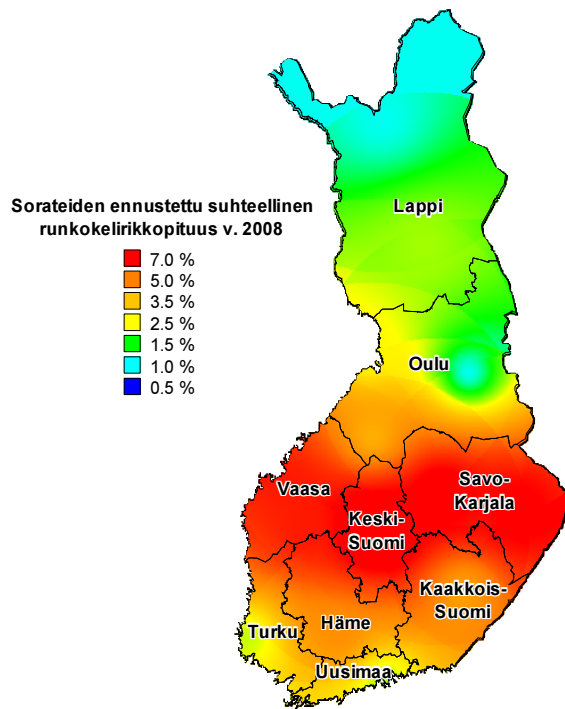 Sorateiden ennustettu suhteellinen
runkokelirikkopituus v. 2008
7.0 %
5.0 %
3.5 %
2.5 %
1.5 %
1.0 %
0.5 %
Lappi
Oulu
Vaasa
Savo-
Karjala
Keski-
Suomi
Kaakkois-
Suomi
Häme
Turku
Uusimaa